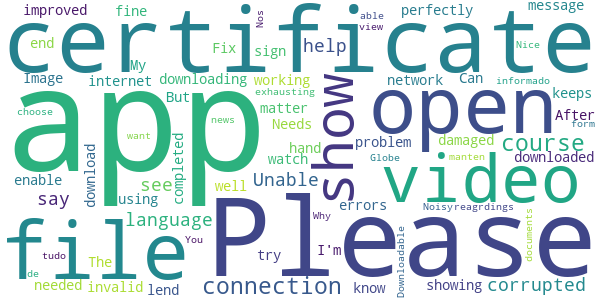 improved
fine
certificate
perfectly
message
Nos
able
view
end
My
Fix
sign
help
Nice
Image
internet
downloading
working
network
Can
informado
keeps
app
But
exhausting
show
open
After
choose
matter
Needs
problem
damaged
form
want
news
hand
errors
course
enable
download
completed
see
watch
Globe
manten
downloaded
say
using
well
Unable
video
language
Please
Noisyreagrdings
file
You
Why
I'm
Downloadable
documents
tudo
The
try
de
needed
invalid
lend
connection
know
showing
corrupted